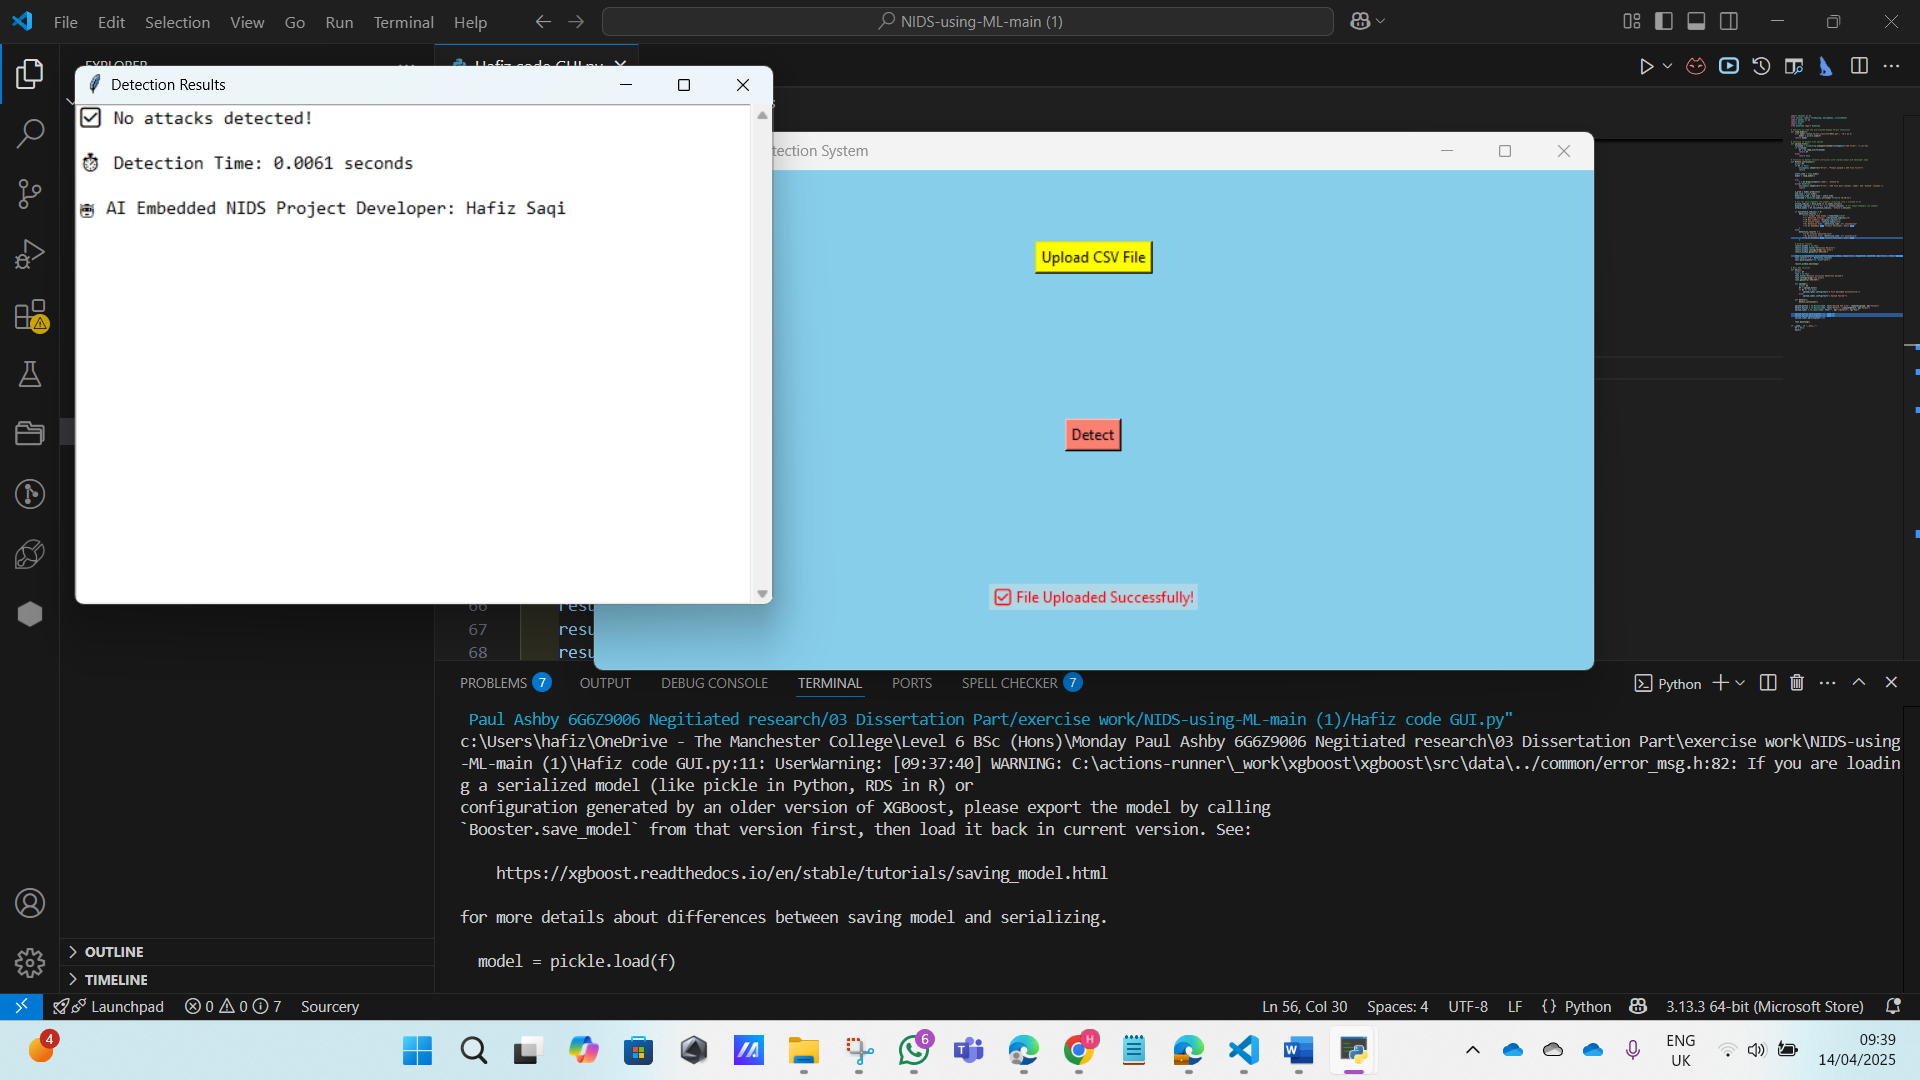 File Edit Selection View Go Run Terminal Help
NIDS-using-ML-main (1)
Detection Results
No attacks detected!
Detection Time: 0.0061 seconds
AI Embedded NIDS Project Developer: Hafiz Saqi
tection System
Upload CSV File
Detect
File Uploaded Successfully!
67 resu
68 resu
PROBLEMS 7 OUTPUT DEBUG CONSOLE TERMINAL PORTS SPELL CHECKER 7
Python
Paul Ashby 6G6Z9006 Negitiated research/03 Dissertation Part/exercise work/NIDS-using-ML-main (1)/Hafiz code GUI.py"
c:\Users\hafiz\OneDrive - The Manchester College\Level 6 BSc (Hons)\Monday Paul Ashby 6G6Z9006 Negitiated research\03 Dissertation Part\exercise work\NIDS-using
-ML-main (1)\Hafiz code GUI.py:11: UserWarning: [09:37:40] WARNING: C:\actions-runner\_work\xgboost\xgboost\src\data\../common/error_msg.h:82: If you are loadin
g a serialized model (like pickle in Python, RDS in R) or
configuration generated by an older version of XGBoost, please export the model by calling
`Booster.save_model` from that version first, then load it back in current version. See:
https://xgboost.readthedocs.io/en/stable/tutorials/saving_model.html
for more details about differences between saving model and serializing.
model = pickle.load(f)
OUTLINE
TIMELINE
Launchpad 0 0 7 Sourcery
Ln 56, Col 30 Spaces: 4 UTF-8 LF {} Python 3.13.3 64-bit (Microsoft Store)
4
6
H
ENG
UK
09:39
14/04/2025